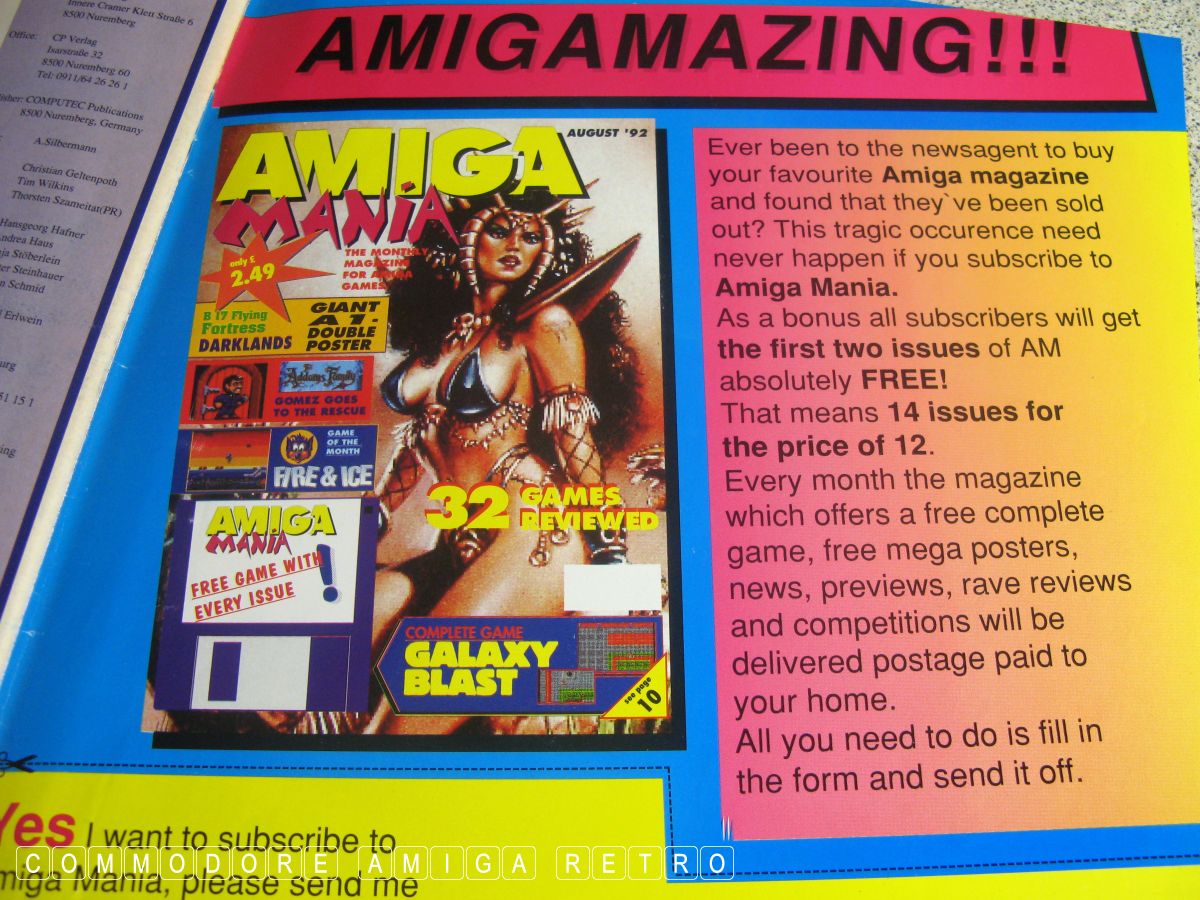 Innere Cramer Klett Straße 6
8500 Nuremberg
Office: CP Verlag
Isarstraße 32
8500 Nuremberg 60
Tel: 0911/64 26 26 1
COMPUTEC Publications
8500 Nuremberg, Germany
A.Silbermann
Christian Geltenpoth
Tim Wilkins
Thorsten Szameitat(PR)
Hansgeorg Hafner
Andrea Haus
Stöberlein
Steinhauer
Schmid
Erlwein
51 15 1
AMIGAMAZING!!!
AMIGA
MANIA
AUGUST '92
only £
2.49
THE MONTHLY
MAGAZINE
FOR AMIGA
GAMES
B 17 Flying
Fortress
DARKLANDS
GIANT
A1-
DOUBLE
POSTER
The Addams Family
GOMEZ GOES
TO THE RESCUE
GAME
OF THE
MONTH
FIRE & ICE
32 GAMES
REVIEWED
AMIGA
MANIA
FREE GAME WITH
EVERY ISSUE
!
COMPLETE GAME
GALAXY
BLAST
see page
10
Ever been to the newsagent to buy
your favourite Amiga magazine
and found that they`ve been sold
out? This tragic occurence need
never happen if you subscribe to
Amiga Mania.
As a bonus all subscribers will get
the first two issues of AM
absolutely FREE!
That means 14 issues for
the price of 12.
Every month the magazine
which offers a free complete
game, free mega posters,
news, previews, rave reviews
and competitions will be
delivered postage paid to
your home.
All you need to do is fill in
the form and send it off.
Yes I want to subscribe to
Amiga Mania, please send me
COMMODORE AMIGA RETRO